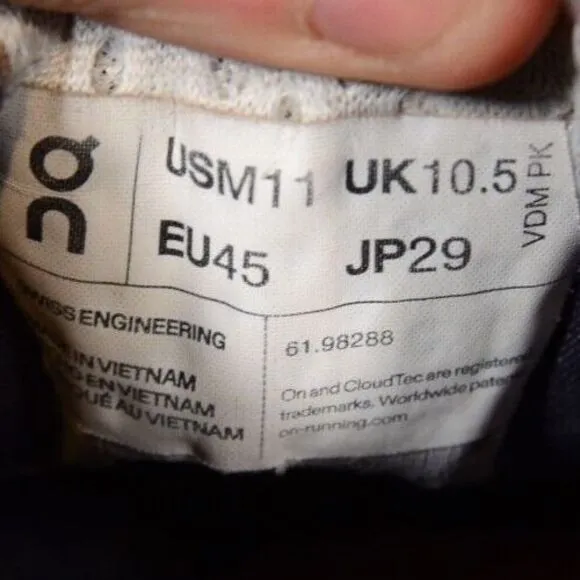 On
USM11 UK10.5
EU45 JP29
VDM PK
SWISS ENGINEERING
IN VIETNAM
EN VIETNAM
AU VIETNAM
61.98288
On and CloudTec are registered
trademarks. Worldwide
on-running.com